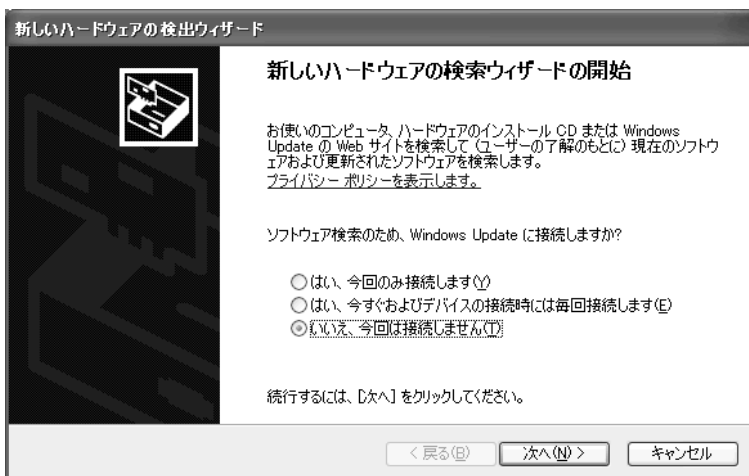 新しいハードウェアの検出ウィザード
新しいハードウェアの検索ウィザードの開始
お使いのコンピュータ、ハードウェアのインストール CD または Windows
Update の Web サイトを検索して (ユーザーの了解のもとに) 現在のソフトウ
ェアおよび更新されたソフトウェアを検索します。
プライバシー ポリシーを表示します。
ソフトウェア検索のため、Windows Update に接続しますか?
はい、今回のみ接続します(Y)
はい、今すぐおよびデバイスの接続時には毎回接続します(E)
いいえ、今回は接続しません(T)
続行するには、[次へ] をクリックしてください。
< 戻る(B) 次へ(N) > キャンセル